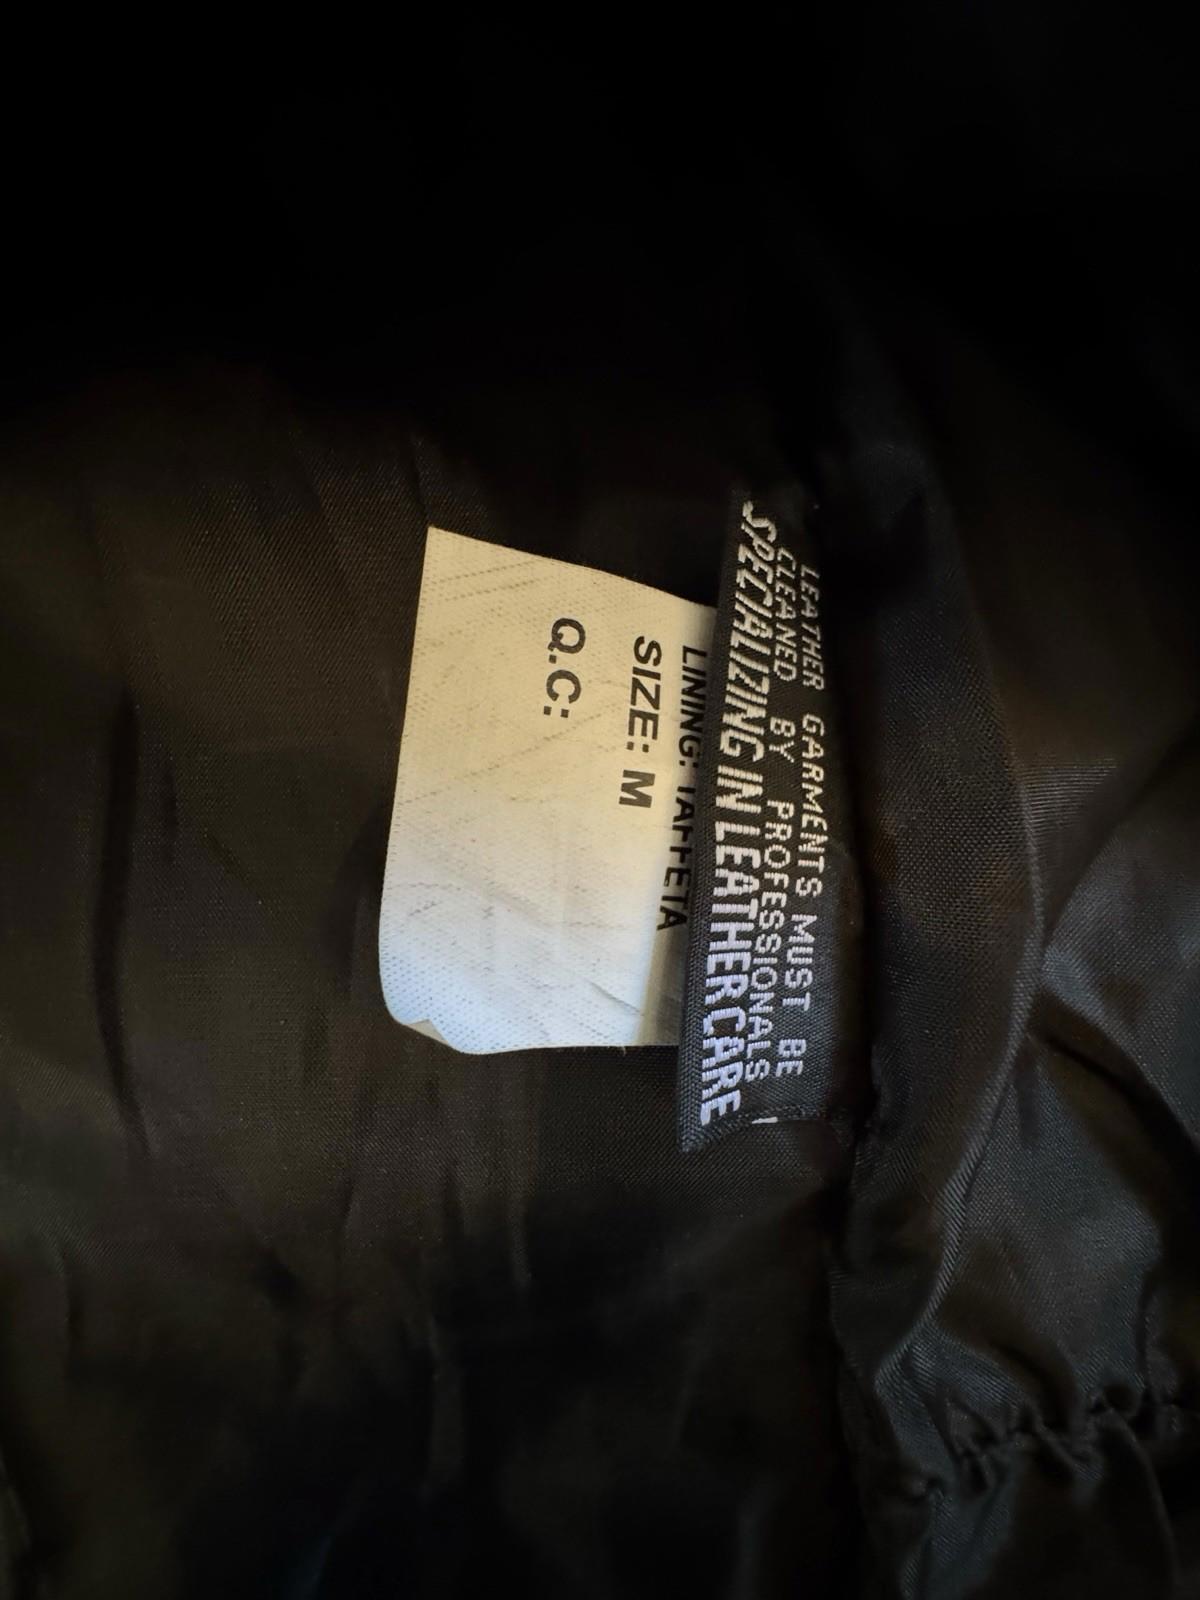 LEATHER GARMENTS MUST BE
CLEANED BY PROFESSIONALS
SPECIALIZING IN LEATHER CARE
LINING: TAFFETA
SIZE: M
Q.C: